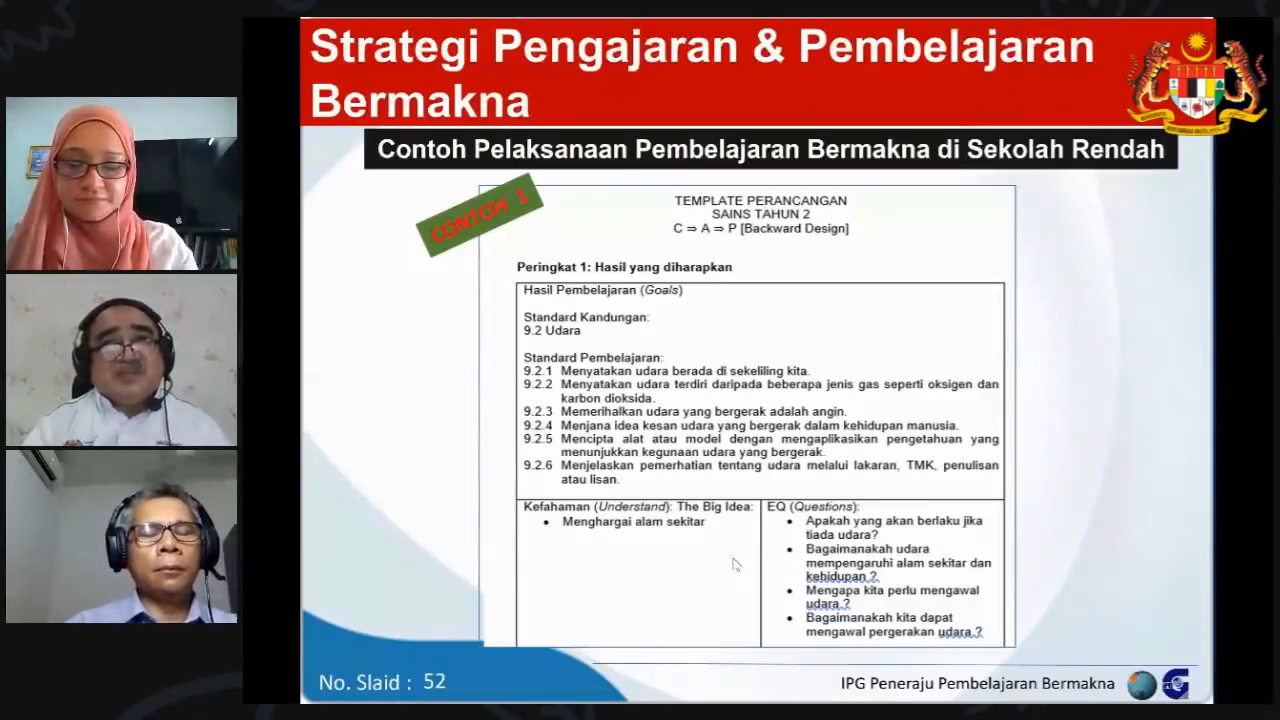 Strategi Pengajaran & Pembelajaran
Bermakna
Contoh Pelaksanaan Pembelajaran Bermakna di Sekolah Rendah
CONTOH 1
TEMPLATE PERANCANGAN
SAINS TAHUN 2
C ⇒ A ⇒ P [Backward Design]
Peringkat 1: Hasil yang diharapkan
Hasil Pembelajaran (Goals)
Standard Kandungan:
9.2 Udara
Standard Pembelajaran:
9.2.1 Menyatakan udara berada di sekeliling kita.
9.2.2 Menyatakan udara terdiri daripada beberapa jenis gas seperti oksigen dan
karbon dioksida.
9.2.3 Memerihalkan udara yang bergerak adalah angin.
9.2.4 Menjana idea kesan udara yang bergerak dalam kehidupan manusia.
9.2.5 Mencipta alat atau model dengan mengaplikasikan pengetahuan yang
menunjukkan kegunaan udara yang bergerak.
9.2.6 Menjelaskan pemerhatian tentang udara melalui lakaran, TMK, penulisan
atau lisan.
Kefahaman (Understand): The Big Idea:
• Menghargai alam sekitar
EQ (Questions):
• Apakah yang akan berlaku jika
tiada udara?
• Bagaimanakah udara
mempengaruhi alam sekitar dan
kehidupan ?
• Mengapa kita perlu mengawal
udara ?
• Bagaimanakah kita dapat
mengawal pergerakan udara ?
No. Slaid : 52
IPG Peneraju Pembelajaran Bermakna